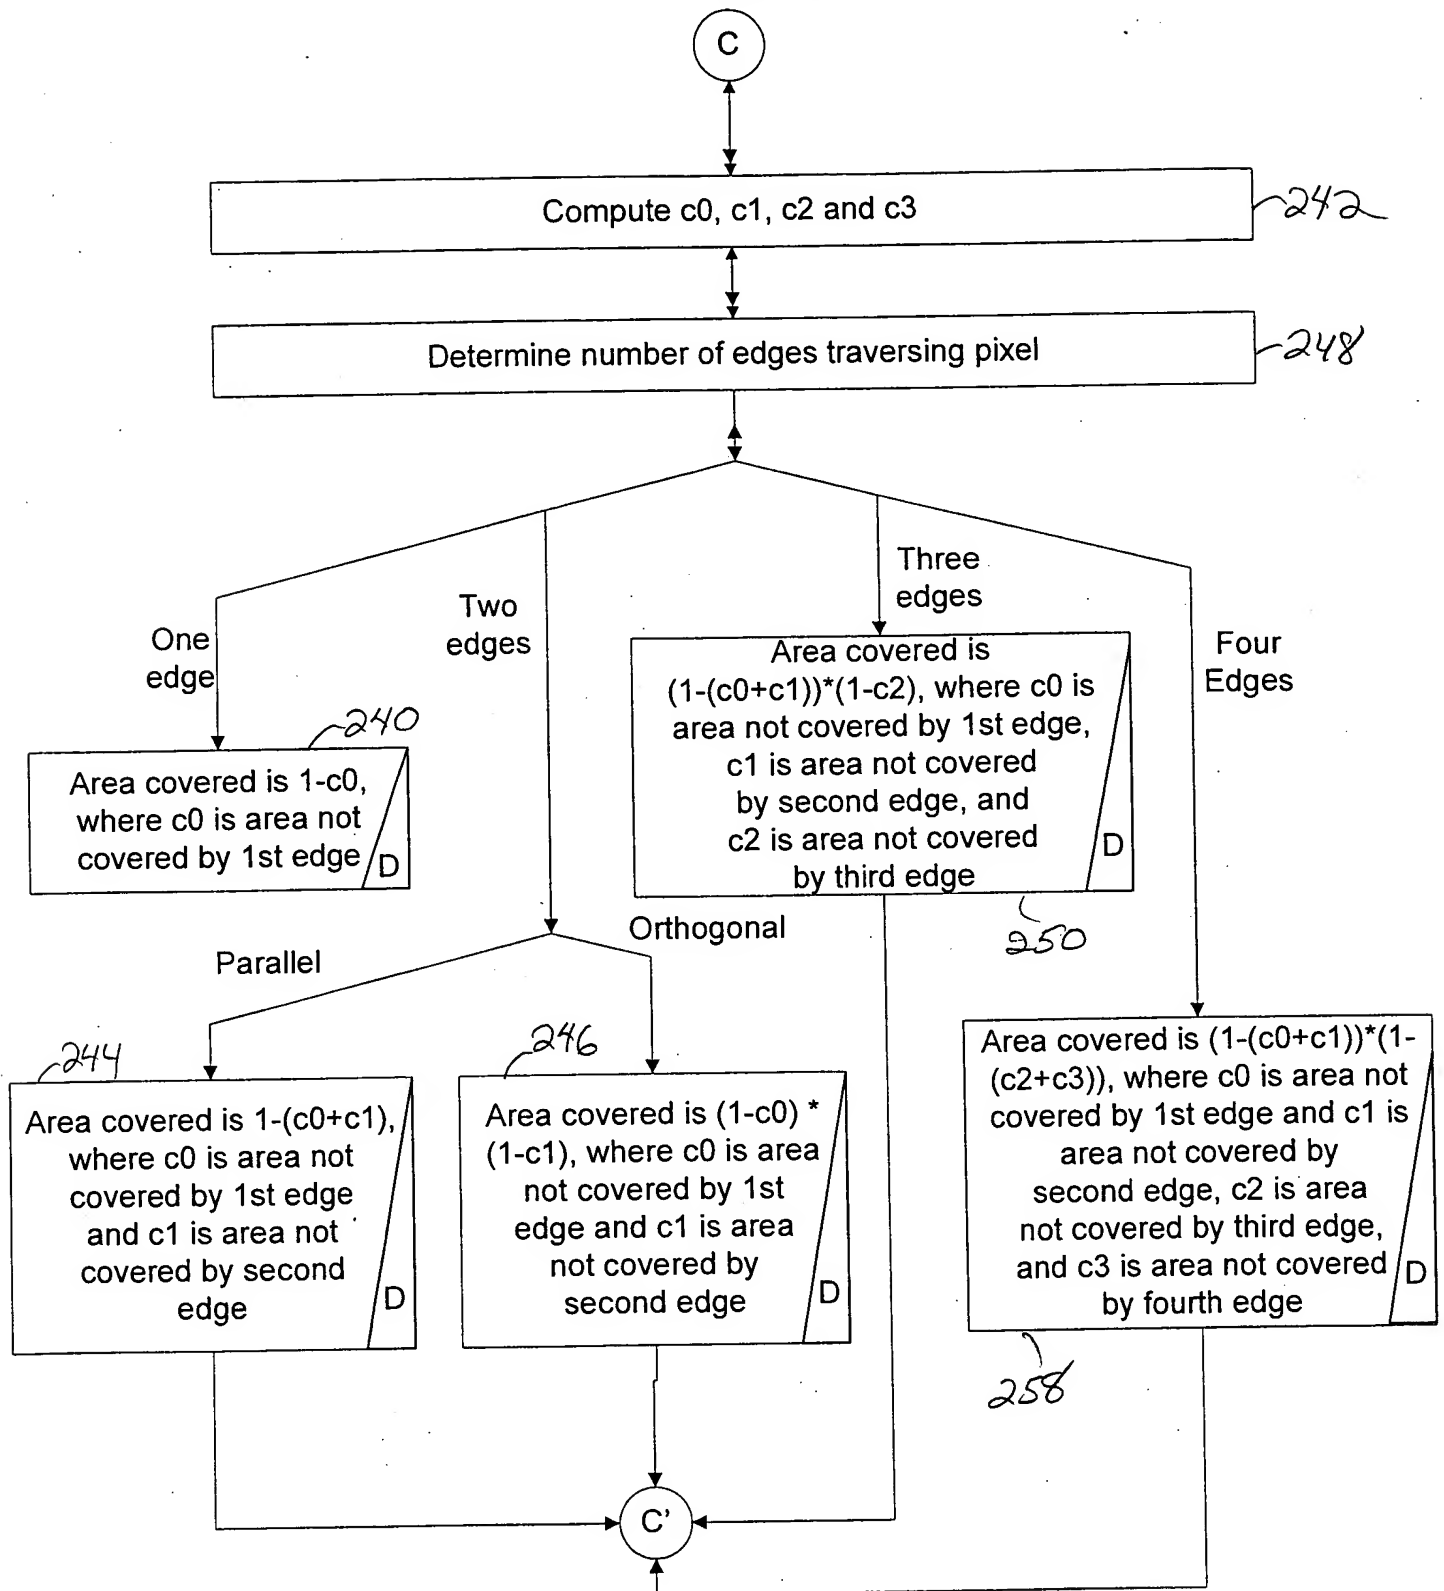 C
Compute c0, c1, c2 and c3
242
Determine number of edges traversing pixel
248
One
edge
Two
edges
Three
edges
Four
Edges
240
Area covered is 1-c0,
where c0 is area not
covered by 1st edge
D
Area covered is
(1-(c0+c1))*(1-c2), where c0 is
area not covered by 1st edge,
c1 is area not covered
by second edge, and
c2 is area not covered
by third edge
D
250
Parallel
Orthogonal
244
Area covered is 1-(c0+c1),
where c0 is area not
covered by 1st edge
and c1 is area not
covered by second
edge
D
246
Area covered is (1-c0) *
(1-c1), where c0 is area
not covered by 1st
edge and c1 is area
not covered by
second edge
D
Area covered is (1-(c0+c1))*(1-
(c2+c3)), where c0 is area not
covered by 1st edge and c1 is
area not covered by
second edge, c2 is area
not covered by third edge,
and c3 is area not covered
by fourth edge
D
258
C'